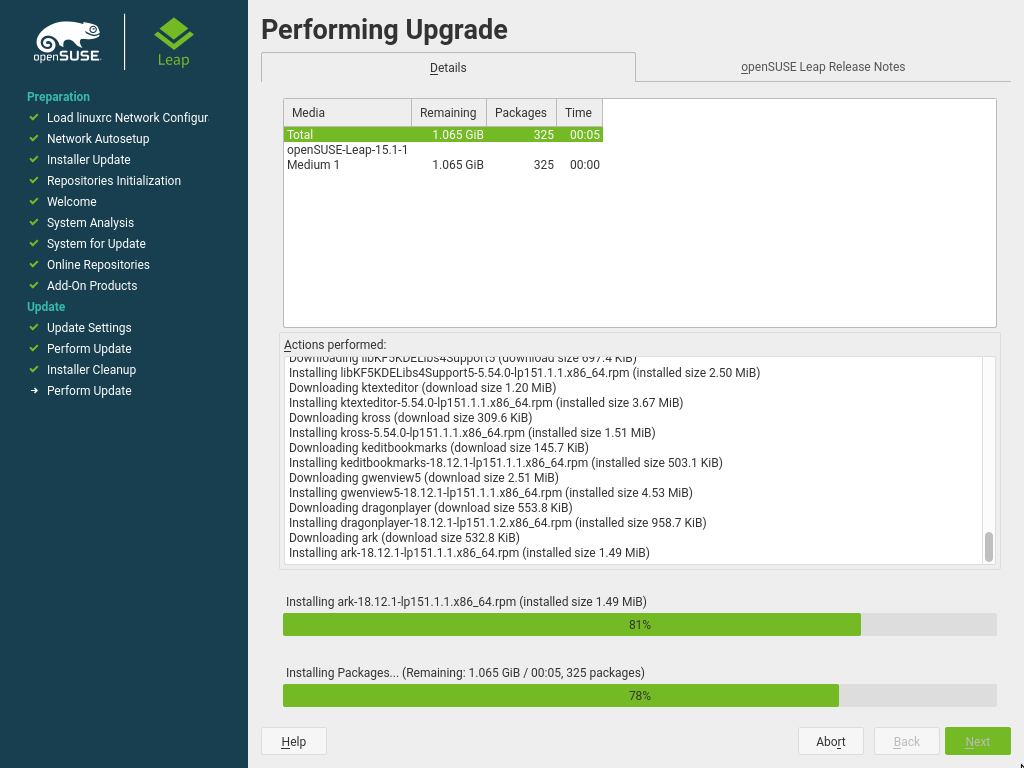 Performing Upgrade
openSUSE
Leap
Preparation
Load linuxrc Network Configur
Network Autosetup
Installer Update
Repositories Initialization
Welcome
System Analysis
System for Update
Online Repositories
Add-On Products
Update
Update Settings
Perform Update
Installer Cleanup
Perform Update
Details
openSUSE Leap Release Notes
Media Remaining Packages Time
Total 1.065 GiB 325 00:05
openSUSE-Leap-15.1-1
Medium 1 1.065 GiB 325 00:00
Actions performed:
Downloading libKF5KDELibs4Support5 (download size 697.4 KiB)
Installing libKF5KDELibs4Support5-5.54.0-lp151.1.1.x86_64.rpm (installed size 2.50 MiB)
Downloading ktexteditor (download size 1.20 MiB)
Installing ktexteditor-5.54.0-lp151.1.1.x86_64.rpm (installed size 3.67 MiB)
Downloading kross (download size 309.6 KiB)
Installing kross-5.54.0-lp151.1.1.x86_64.rpm (installed size 1.51 MiB)
Downloading keditbookmarks (download size 145.7 KiB)
Installing keditbookmarks-18.12.1-lp151.1.1.x86_64.rpm (installed size 503.1 KiB)
Downloading gwenview5 (download size 2.51 MiB)
Installing gwenview5-18.12.1-lp151.1.1.x86_64.rpm (installed size 4.53 MiB)
Downloading dragonplayer (download size 553.8 KiB)
Installing dragonplayer-18.12.1-lp151.1.2.x86_64.rpm (installed size 958.7 KiB)
Downloading ark (download size 532.8 KiB)
Installing ark-18.12.1-lp151.1.1.x86_64.rpm (installed size 1.49 MiB)
Installing ark-18.12.1-lp151.1.1.x86_64.rpm (installed size 1.49 MiB)
81%
Installing Packages... (Remaining: 1.065 GiB / 00:05, 325 packages)
78%
Help
Abort
Back
Next